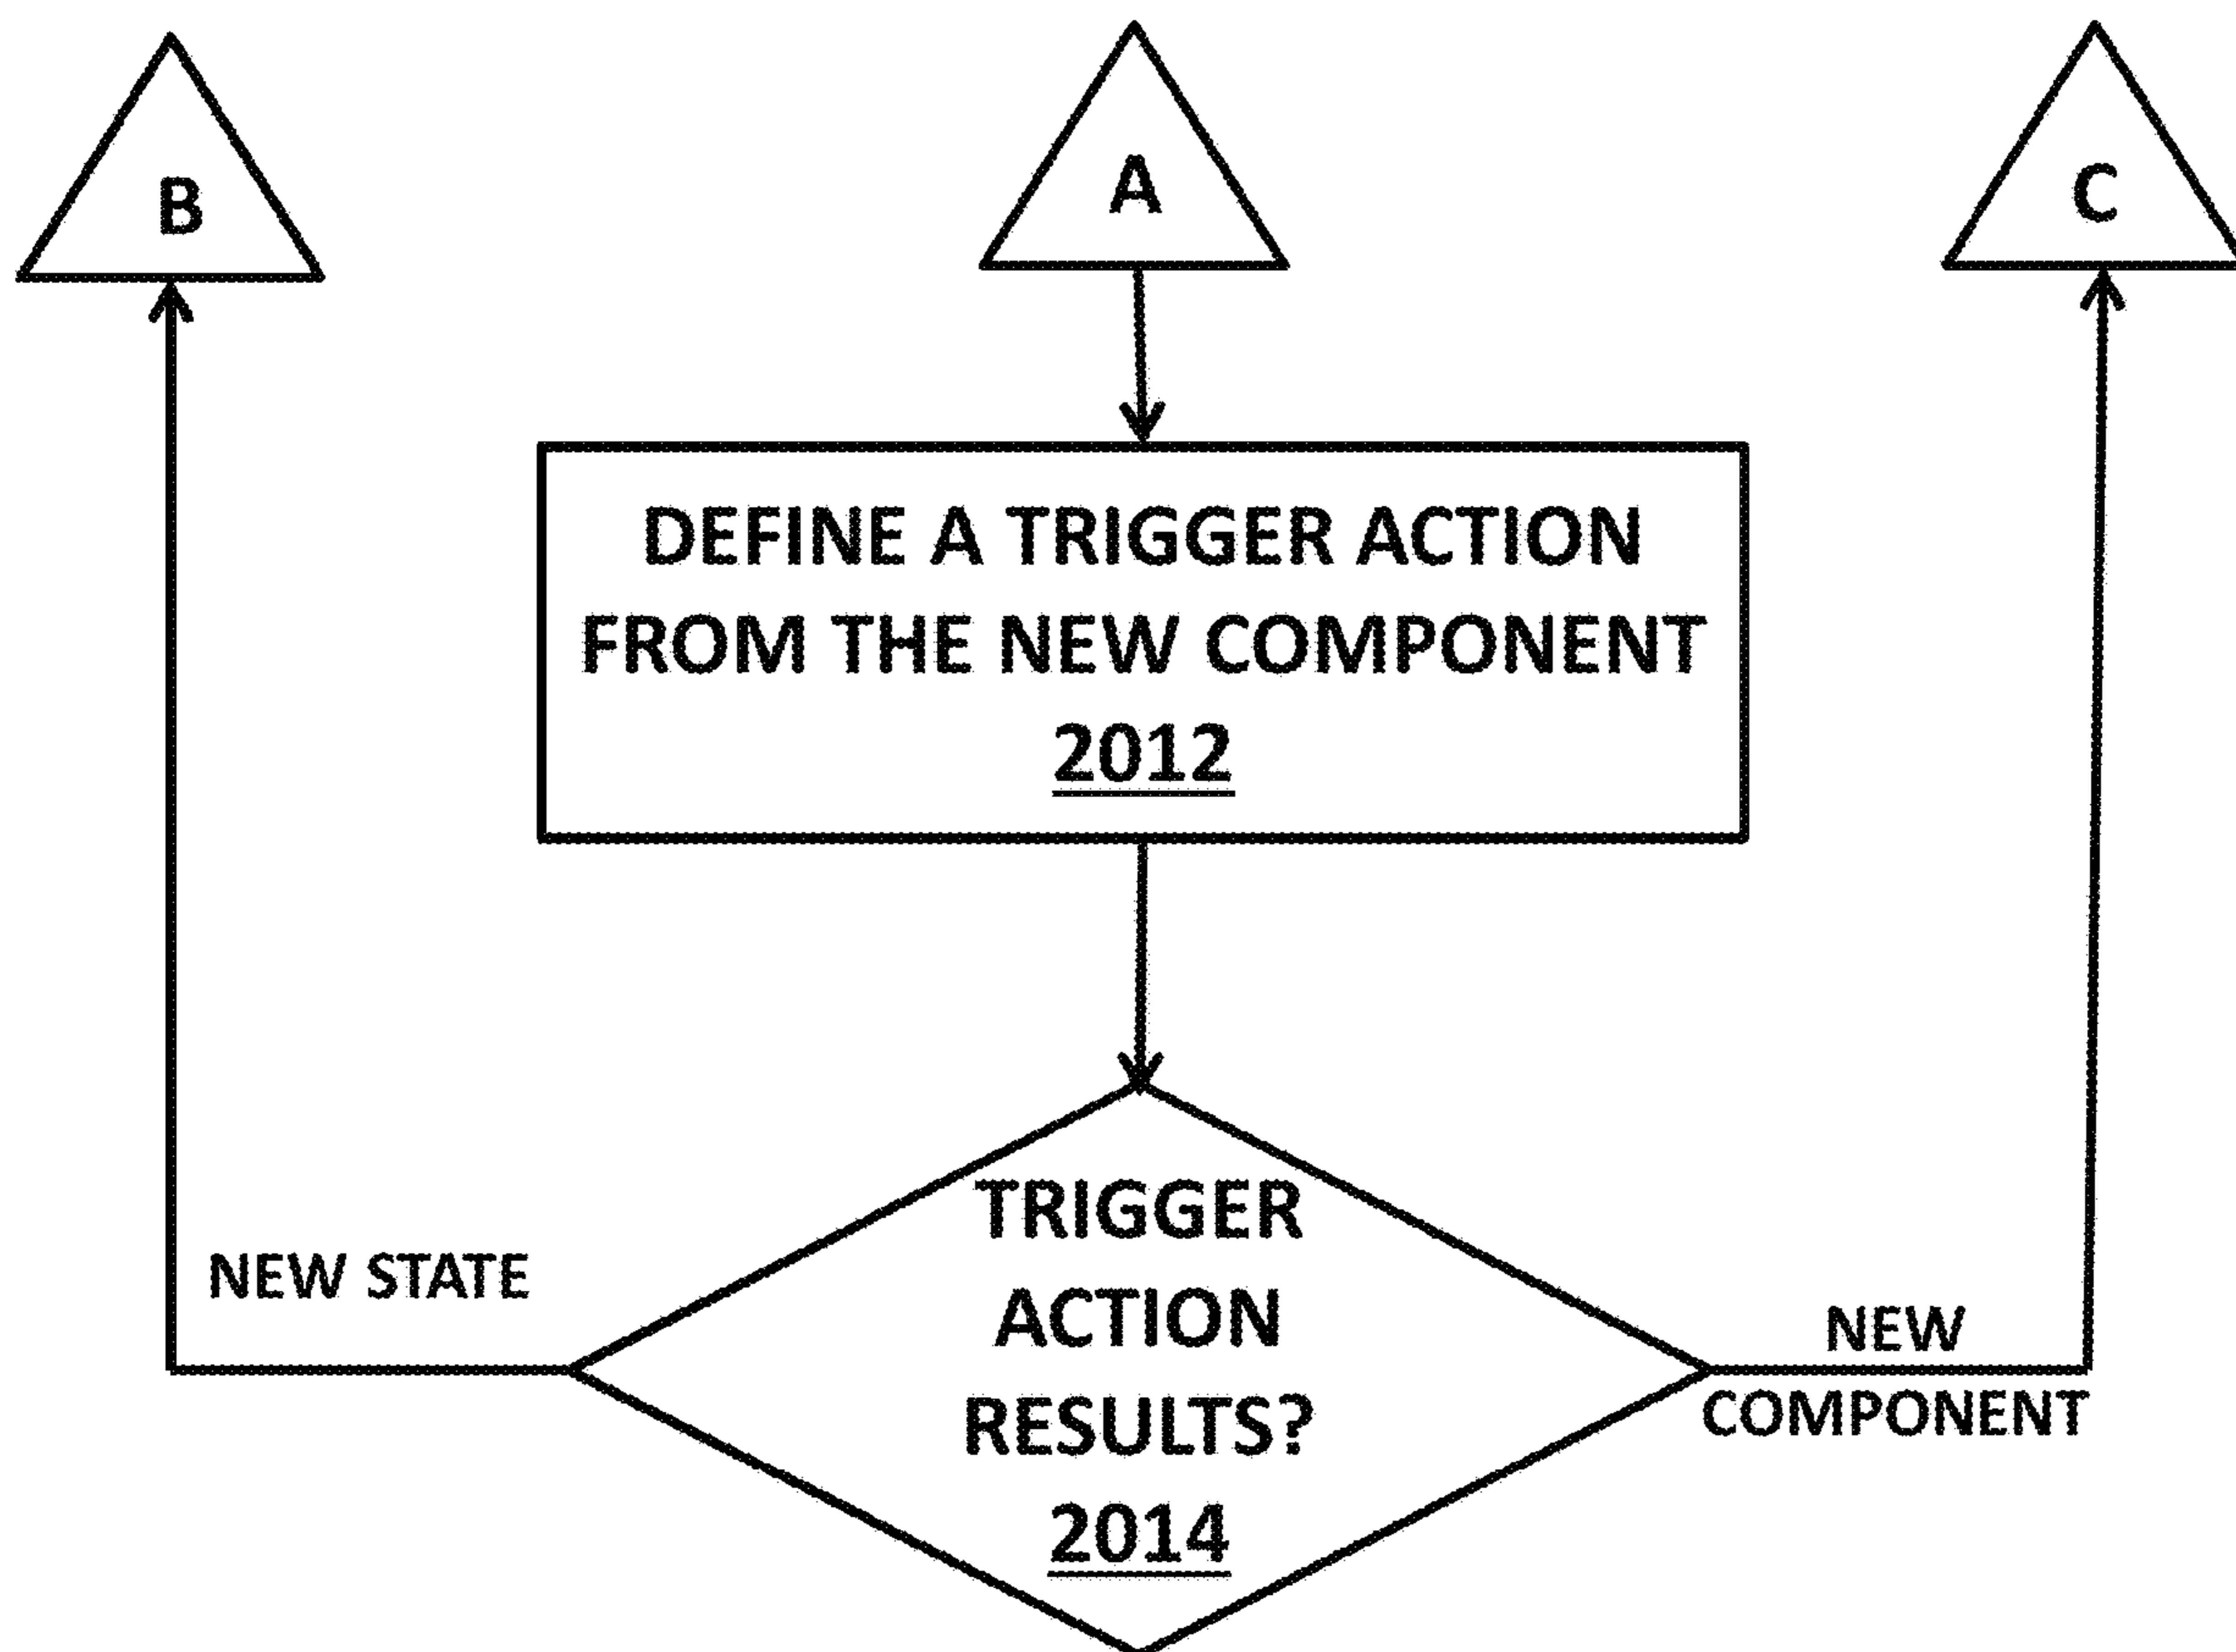 B
A
C
DEFINE A TRIGGER ACTION
FROM THE NEW COMPONENT
2012
TRIGGER
ACTION
RESULTS?
2014
NEW STATE
NEW
COMPONENT